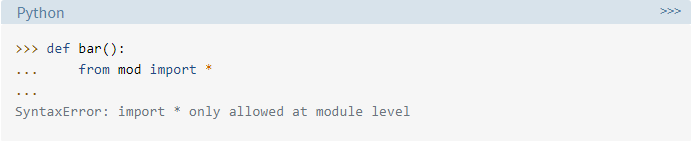 Python >>>
>>> def bar():
...     from mod import *
...
SyntaxError: import * only allowed at module level